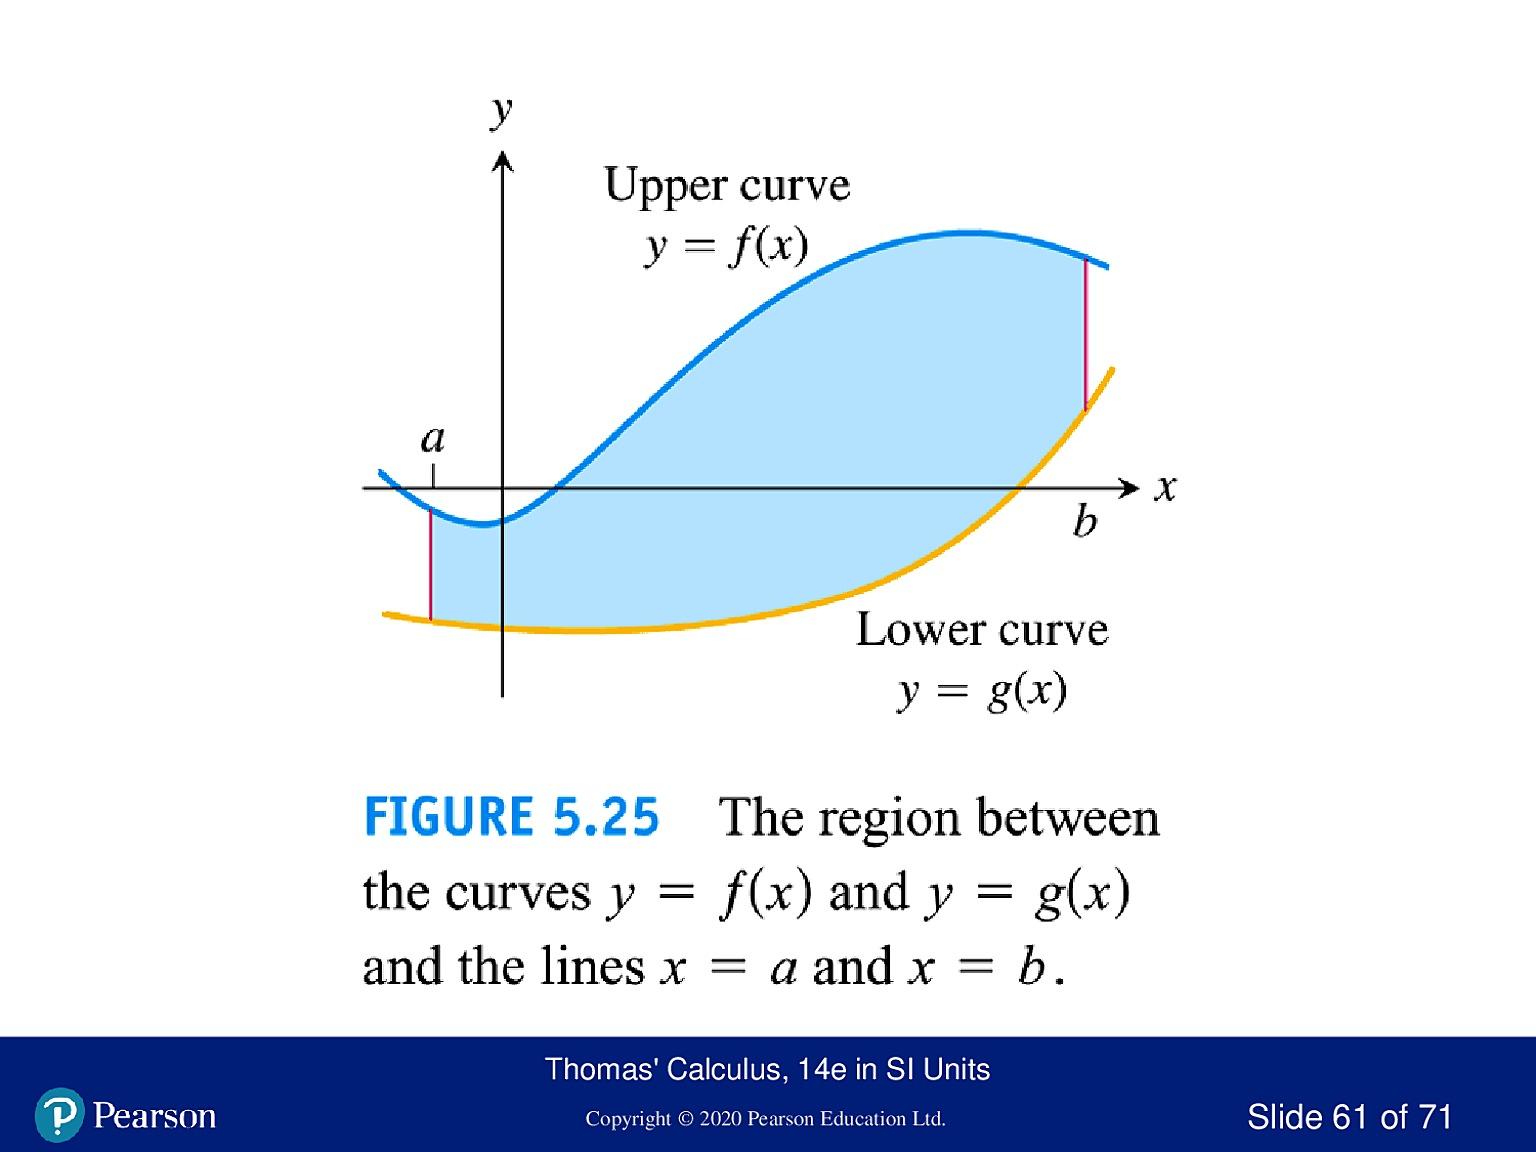 y
Upper curve
y = f(x)
a
x
b
Lower curve
y = g(x)
FIGURE 5.25 The region between
the curves y = f(x) and y = g(x)
and the lines x = a and x = b.
Thomas' Calculus, 14e in SI Units
Pearson
Copyright © 2020 Pearson Education Ltd.
Slide 61 of 71